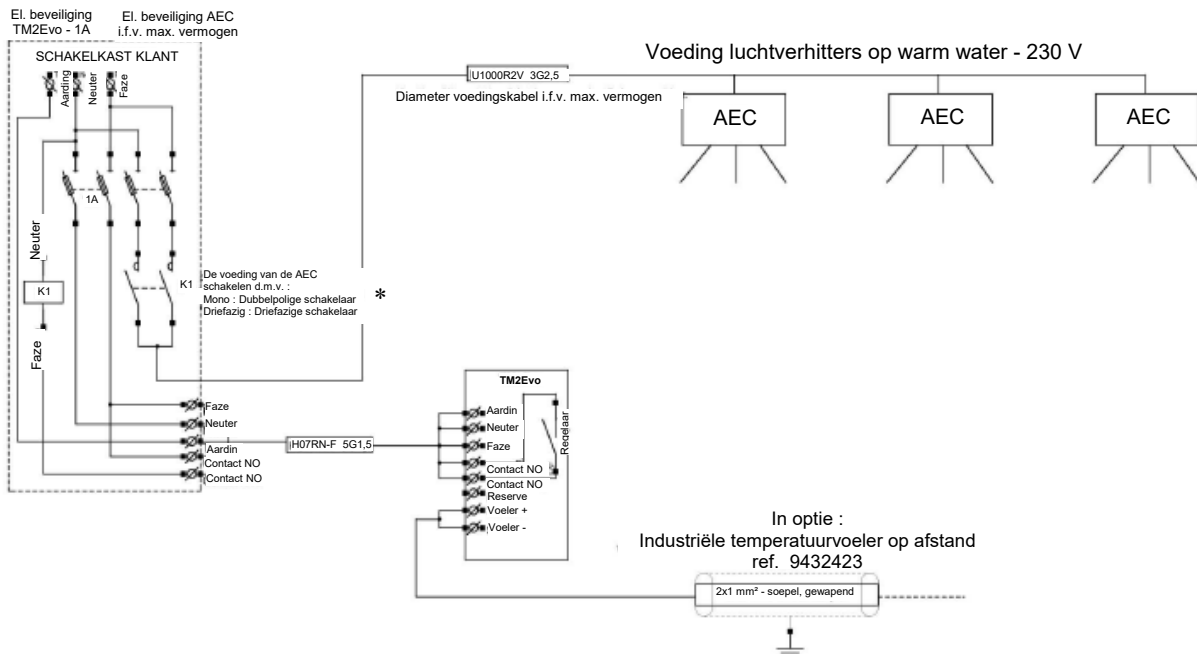 El. beveiliging
TM2Evo - 1A
El. beveiliging AEC
i.f.v. max. vermogen
SCHAKELKAST KLANT
Aarding
Neuter
Faze
Voeding luchtverhitters op warm water - 230 V
U1000R2V 3G2,5
Diameter voedingskabel i.f.v. max. vermogen
AEC
AEC
AEC
1A
Neuter
K1
Faze
K1
De voeding van de AEC
schakelen d.m.v. :
Mono : Dubbelpolige schakelaar
Driefazig : Driefazige schakelaar
*
Faze
Neuter
Aardin
Contact NO
Contact NO
H07RN-F 5G1,5
TM2Evo
Aardin
Neuter
Faze
Contact NO
Contact NO
Reserve
Voeler +
Voeler -
Regelaar
In optie :
Industriële temperatuurvoeler op afstand
ref. 9432423
2x1 mm² - soepel, gewapend